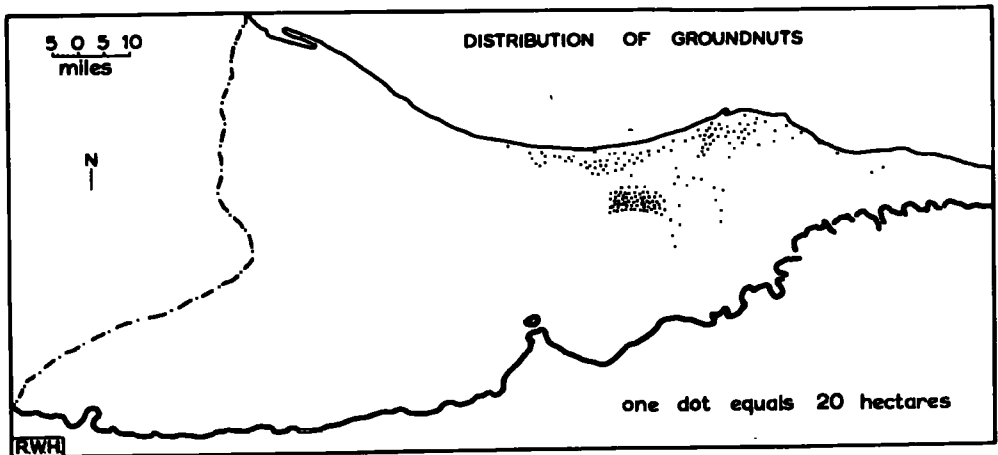 DISTRIBUTION OF GROUNDNUTS
5 0 5 10
miles
N
one dot equals 20 hectares
RWH